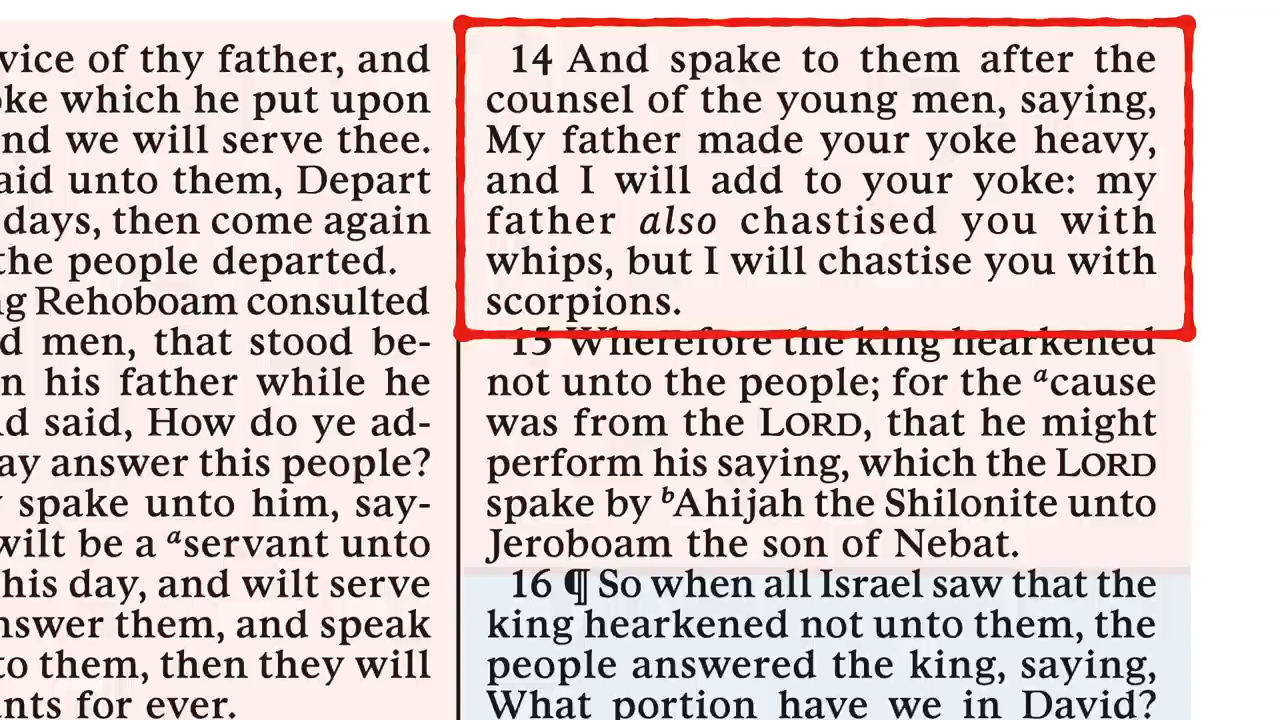 vice of thy father, and
oke which he put upon
nd we will serve thee.
aid unto them, Depart
days, then come again
the people departed.
ng Rehoboam consulted
d men, that stood be-
n his father while he
d said, How do ye ad-
ay answer this people?
spake unto him, say-
wilt be a ᵃservant unto
his day, and wilt serve
nswer them, and speak
to them, then they will
ants for ever.
14 And spake to them after the
counsel of the young men, saying,
My father made your yoke heavy,
and I will add to your yoke: my
father also chastised you with
whips, but I will chastise you with
scorpions.
15 Wherefore the king hearkened
not unto the people; for the ᵃcause
was from the LORD, that he might
perform his saying, which the LORD
spake by ᵇAhijah the Shilonite unto
Jeroboam the son of Nebat.
16 ¶ So when all Israel saw that the
king hearkened not unto them, the
people answered the king, saying,
What portion have we in David?